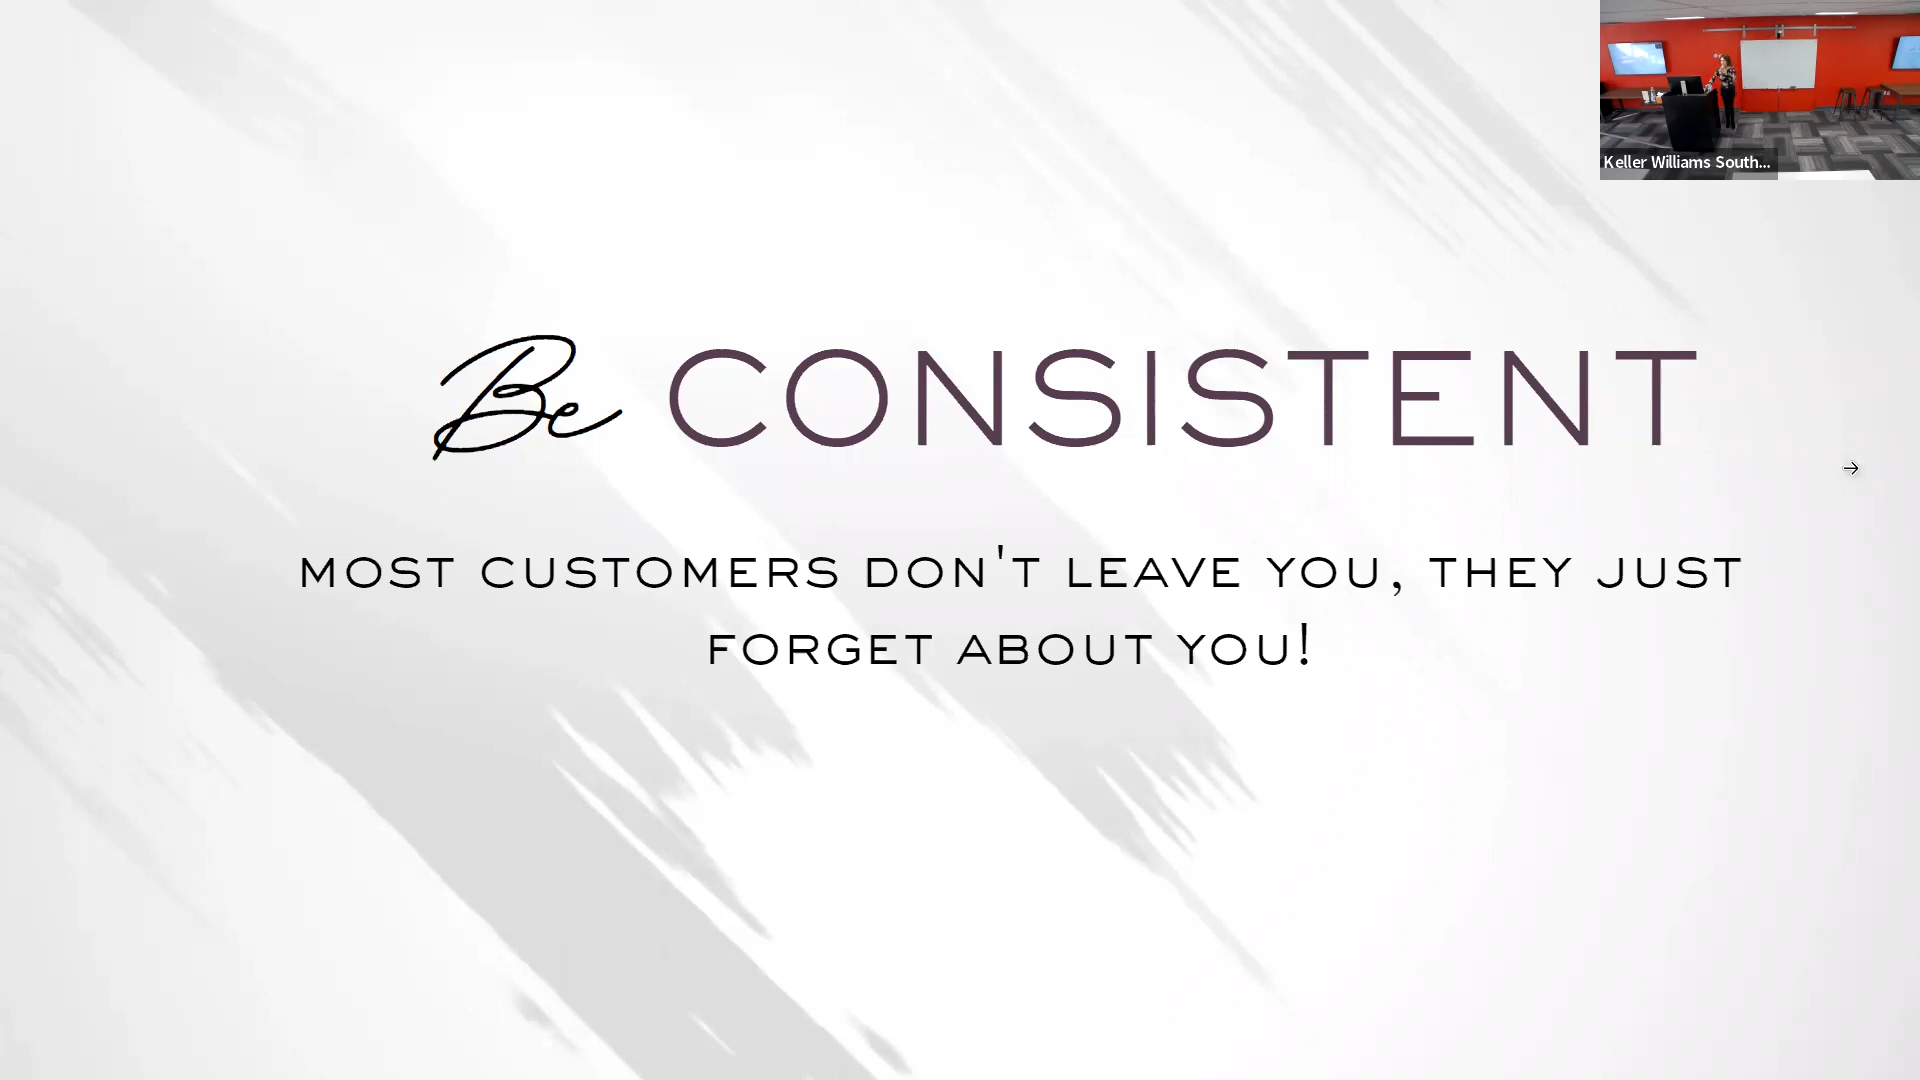 Keller Williams South...
Be CONSISTENT
MOST CUSTOMERS DON'T LEAVE YOU, THEY JUST
FORGET ABOUT YOU!